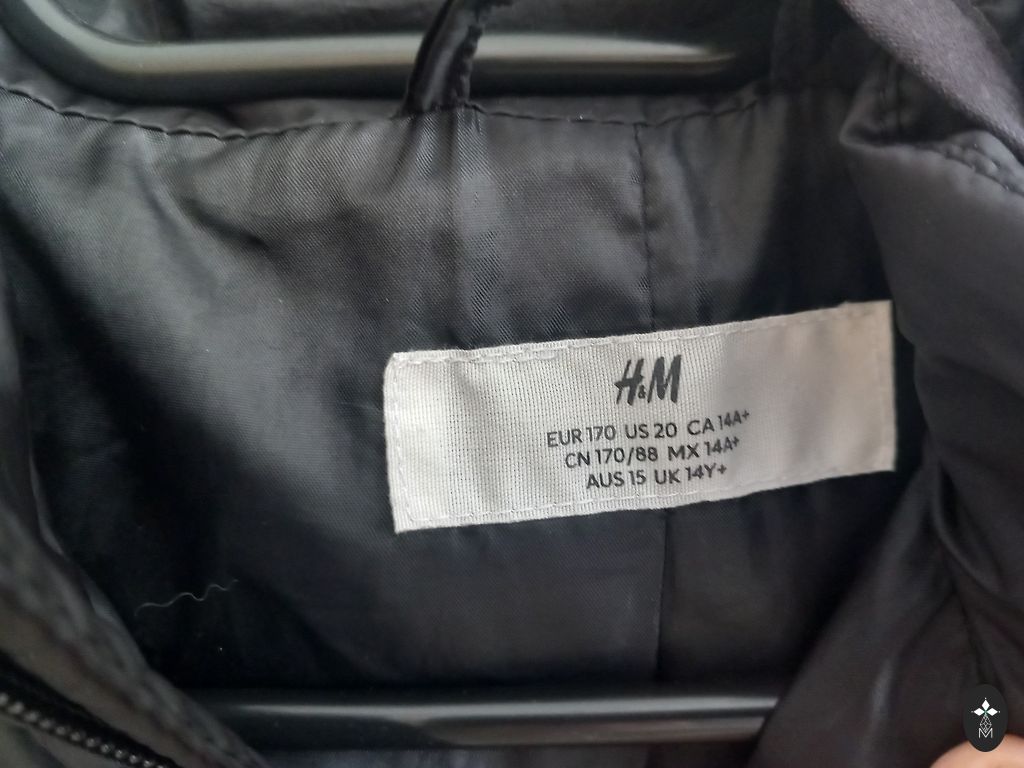 H&M
EUR 170 US 20 CA 14A+
CN 170/88 MX 14A+
AUS 15 UK 14Y+
M